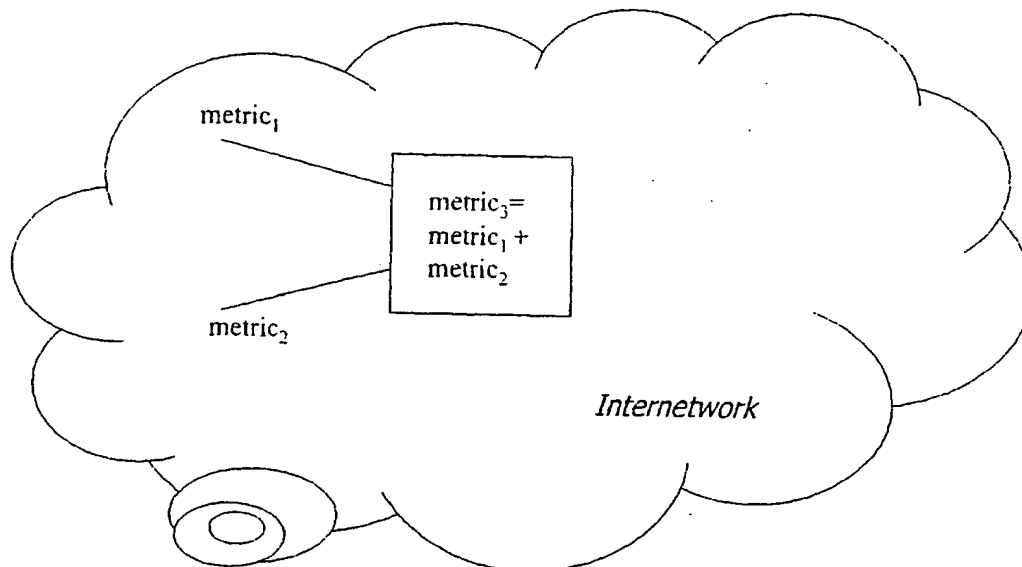 metric₁
metric₃=
metric₁ +
metric₂
metric₂
Internetwork